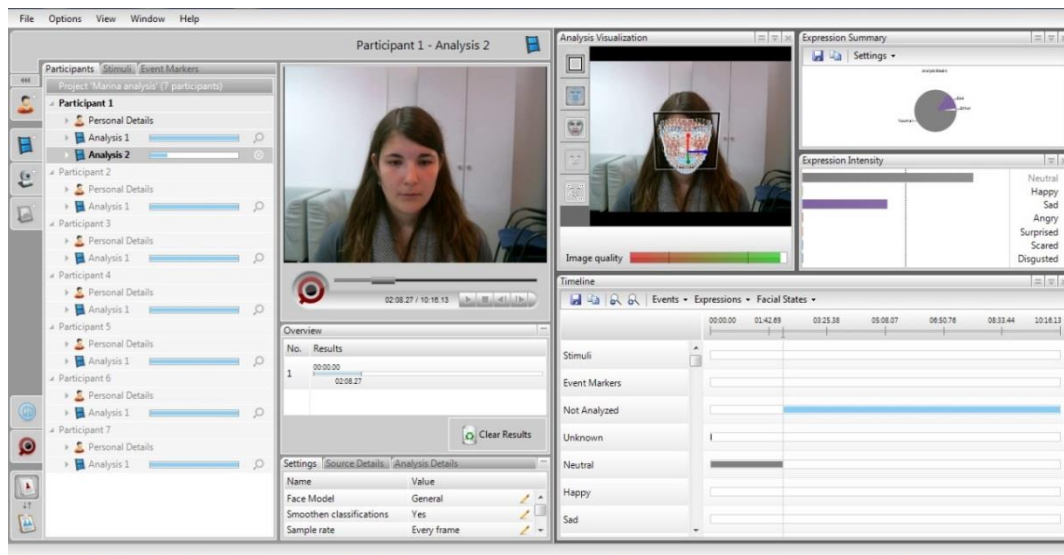 File Options View Window Help
Participant 1 - Analysis 2
Participants Stimuli Event Markers
Project 'Marina analysis' (7 participants)
Participant 1
Personal Details
Analysis 1
Analysis 2
Participant 2
Personal Details
Analysis 1
Participant 3
Personal Details
Analysis 1
Participant 4
Personal Details
Analysis 1
Participant 5
Personal Details
Analysis 1
Participant 6
Personal Details
Analysis 1
Participant 7
Personal Details
Analysis 1
02:08.27 / 10:16.13
Overview
No. Results
1 00:00.00
02:08.27
Clear Results
Settings Source Details Analysis Details
Name Value
Face Model General
Smoothen classifications Yes
Sample rate Every frame
Analysis Visualization
Image quality
Expression Summary
Settings
Expression Intensity
Neutral
Happy
Sad
Angry
Surprised
Scared
Disgusted
Timeline
Events Expressions Facial States
00:00.00 01:42.69 03:25.38 05:08.07 06:50.76 08:33.44 10:16.13
Stimuli
Event Markers
Not Analyzed
Unknown
Neutral
Happy
Sad